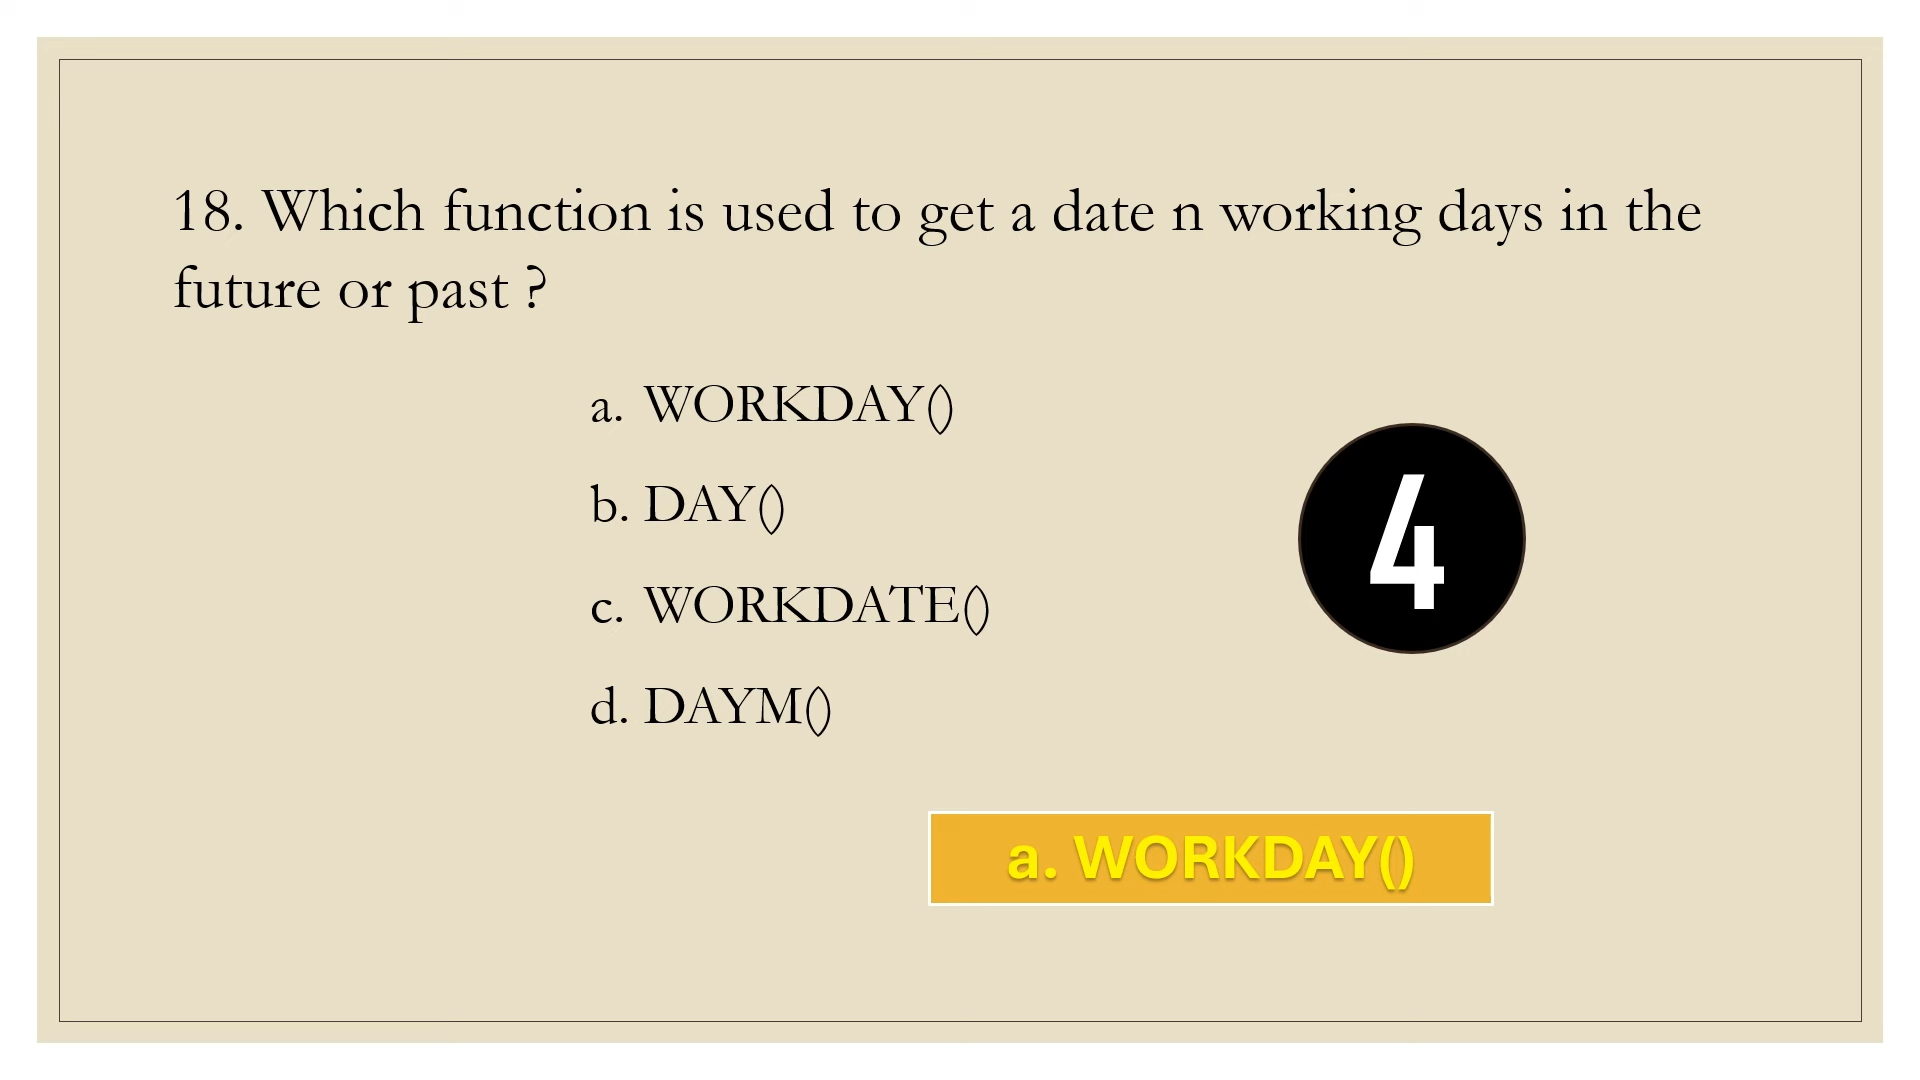 18. Which function is used to get a date n working days in the
future or past ?
a. WORKDAY()
b. DAY()
c. WORKDATE()
d. DAYM()
4
a. WORKDAY()